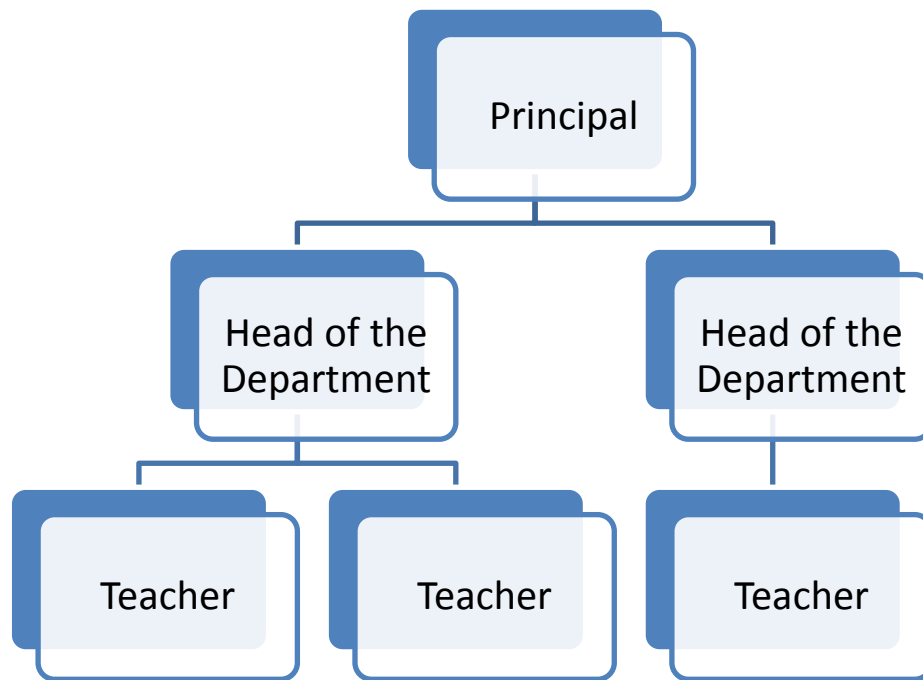 Principal
Head of the
Department
Head of the
Department
Teacher
Teacher
Teacher